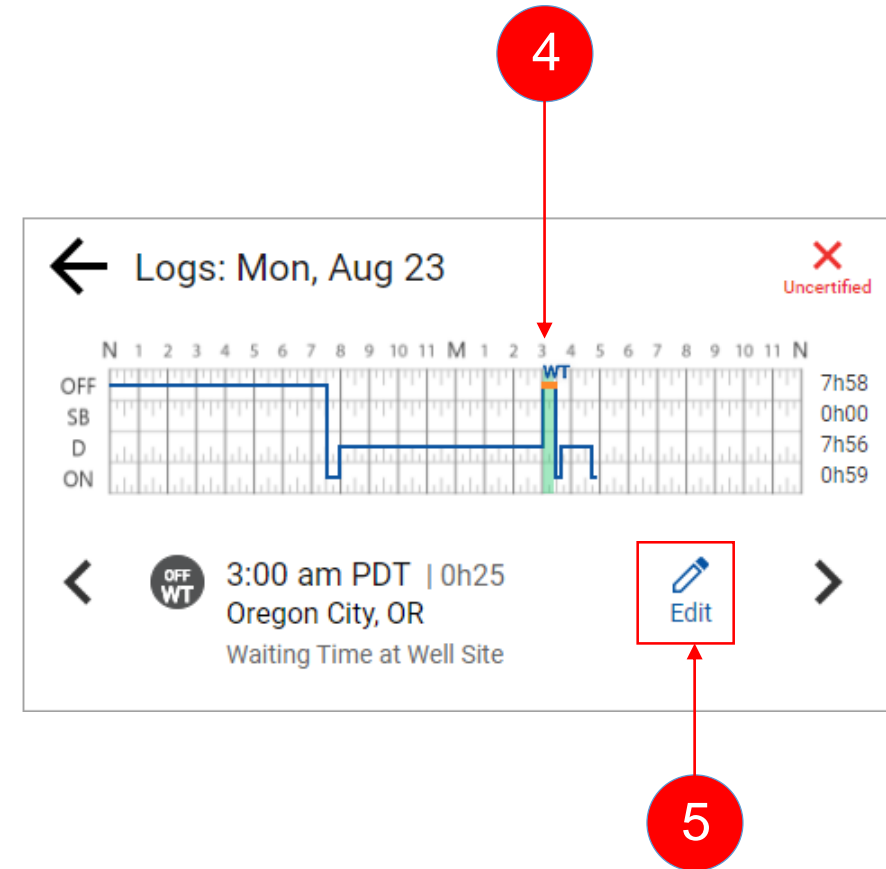 4
Logs: Mon, Aug 23
Uncertified
N 1 2 3 4 5 6 7 8 9 10 11 M 1 2 3 4 5 6 7 8 9 10 11 N
WT
OFF 7h58
SB 0h00
D 7h56
ON 0h59
OFF WT
3:00 am PDT | 0h25
Oregon City, OR
Waiting Time at Well Site
Edit
5